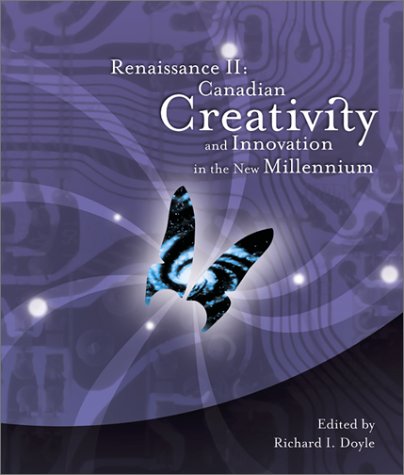 Renaissance II:
Canadian
Creativity
and Innovation
in the New Millennium
Edited by
Richard I. Doyle